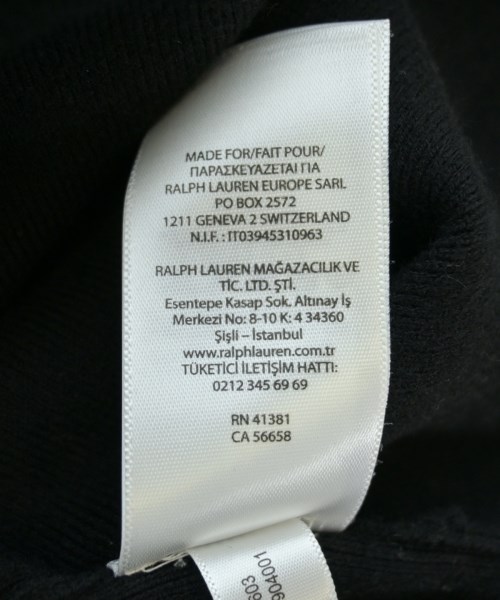 MADE FOR/FAIT POUR/
ΠΑΡΑΣΚΕΥΑΖΕΤΑΙ ΓΙΑ
RALPH LAUREN EUROPE SARL
PO BOX 2572
1211 GENEVA 2 SWITZERLAND
N.I.F. : IT03945310963
RALPH LAUREN MAĞAZACILIK VE
TİC. LTD. ŞTİ.
Esentepe Kasap Sok. Altınay İş
Merkezi No: 8-10 K: 4 34360
Şişli – İstanbul
www.ralphlauren.com.tr
TÜKETİCİ İLETİŞİM HATTI:
0212 345 69 69
RN 41381
CA 56658